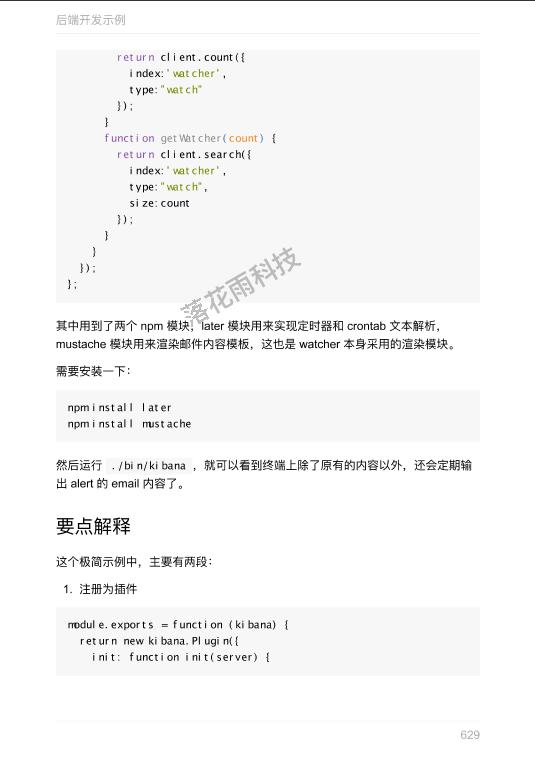 后端开发示例
return client.count({
index:'watcher',
type:"watch"
});
}
function getWatcher(count) {
return client.search({
index:'watcher',
type:"watch",
size:count
});
}
}
});
};
落花雨科技
其中用到了两个 npm 模块，later 模块用来实现定时器和 crontab 文本解析，
mustache 模块用来渲染邮件内容模板，这也是 watcher 本身采用的渲染模块。
需要安装一下：
npm install later
npm install mustache
然后运行 ./bin/kibana ，就可以看到终端上除了原有的内容以外，还会定期输
出 alert 的 email 内容了。
要点解释
这个极简示例中，主要有两段：
1. 注册为插件
module.exports = function (kibana) {
return new kibana.Plugin({
init: function init(server) {
629